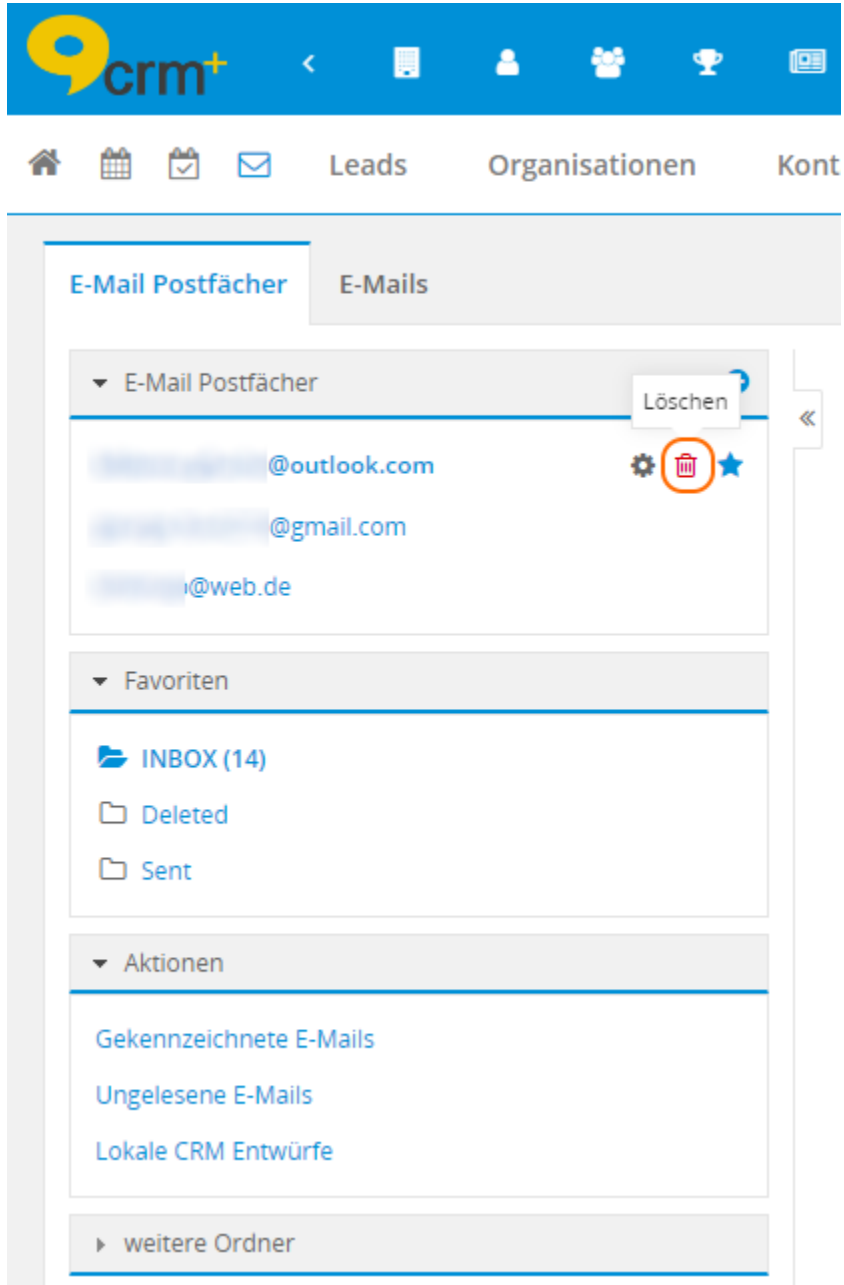 crm+
Leads Organisationen Kont
E-Mail Postfächer E-Mails
E-Mail Postfächer
Löschen
@outlook.com
@gmail.com
@web.de
Favoriten
INBOX (14)
Deleted
Sent
Aktionen
Gekennzeichnete E-Mails
Ungelesene E-Mails
Lokale CRM Entwürfe
weitere Ordner